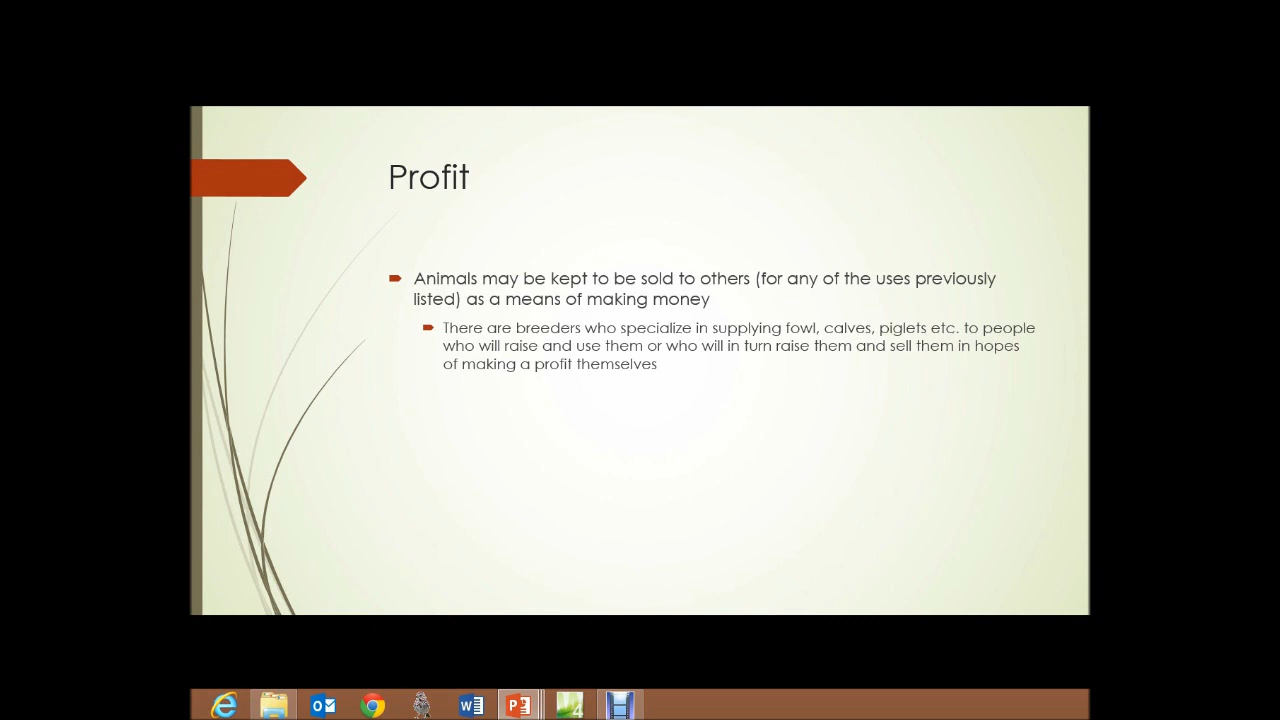 Profit
Animals may be kept to be sold to others (for any of the uses previously
listed) as a means of making money
There are breeders who specialize in supplying fowl, calves, piglets etc. to people
who will raise and use them or who will in turn raise them and sell them in hopes
of making a profit themselves